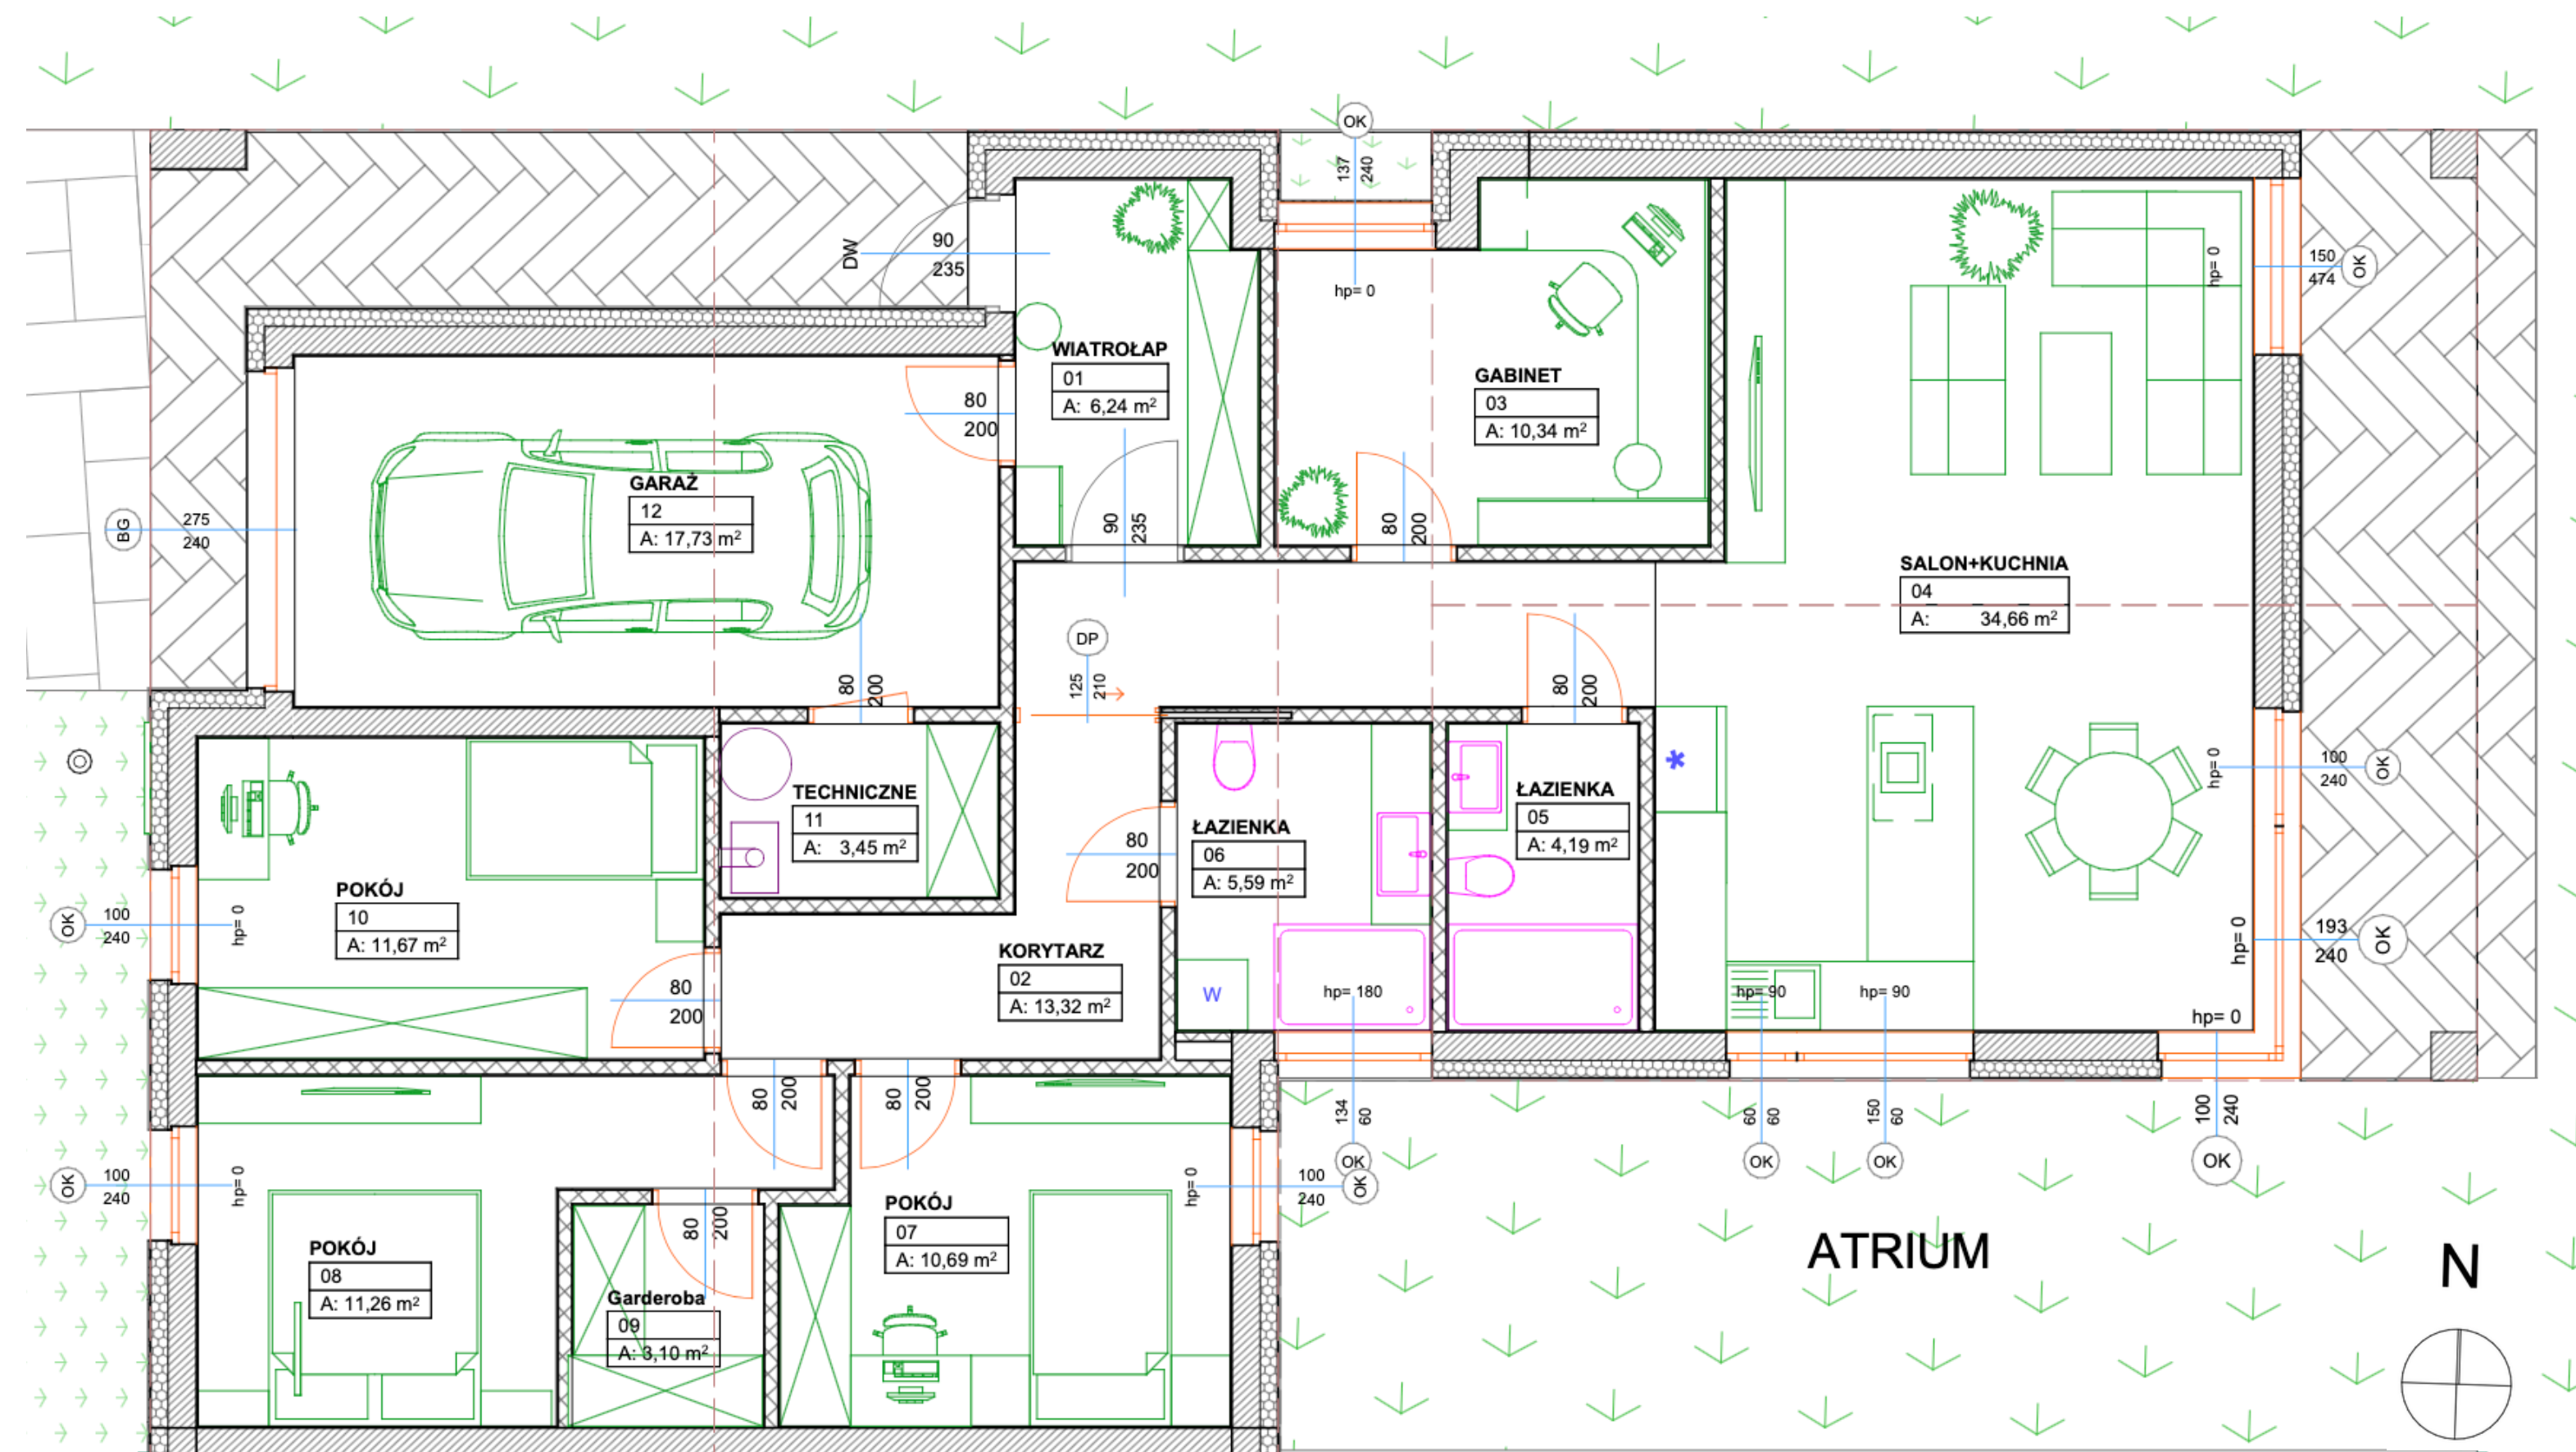 OK
137
240
hp= 0
DW
90
235
WIATROŁAP
01
A: 6,24 m²
80
200
90
235
GABINET
03
A: 10,34 m²
80
200
hp= 0
150
474
OK
GARAŻ
12
A: 17,73 m²
BG
275
240
80
200
SALON+KUCHNIA
04
A: 34,66 m²
DP
125
210
80
200
hp= 0
100
240
OK
TECHNICZNE
11
A: 3,45 m²
ŁAZIENKA
06
A: 5,59 m²
80
200
ŁAZIENKA
05
A: 4,19 m²
*
POKÓJ
10
A: 11,67 m²
OK
100
240
hp= 0
80
200
KORYTARZ
02
A: 13,32 m²
W
hp= 180
hp= 90
hp= 90
hp= 0
hp= 0
193
240
OK
80
200
80
200
134
60
OK
60
60
OK
150
60
OK
100
240
OK
OK
100
240
hp= 0
80
200
hp= 0
100
240
OK
POKÓJ
08
A: 11,26 m²
Garderoba
09
A: 3,10 m²
POKÓJ
07
A: 10,69 m²
ATRIUM
N